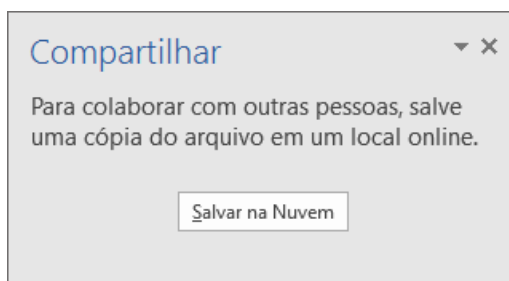 Compartilhar
Para colaborar com outras pessoas, salve
uma cópia do arquivo em um local online.
Salvar na Nuvem